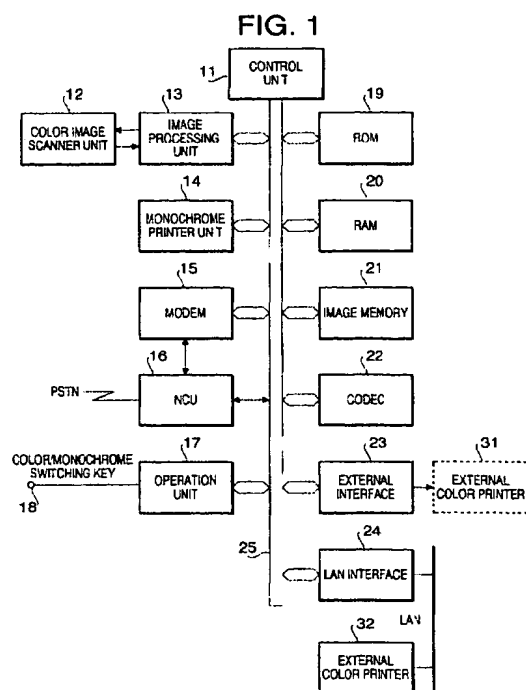 FIG. 1
11
CONTROL
UNIT
12
COLOR IMAGE
SCANNER UNIT
13
IMAGE
PROCESSING
UNIT
19
ROM
14
MONOCHROME
PRINTER UNIT
20
RAM
15
MODEM
21
IMAGE MEMORY
16
PSTN
NCU
22
CODEC
COLOR/MONOCHROME
SWITCHING KEY
18
17
OPERATION
UNIT
23
EXTERNAL
INTERFACE
31
EXTERNAL
COLOR PRINTER
25
24
LAN INTERFACE
LAN
32
EXTERNAL
COLOR PRINTER